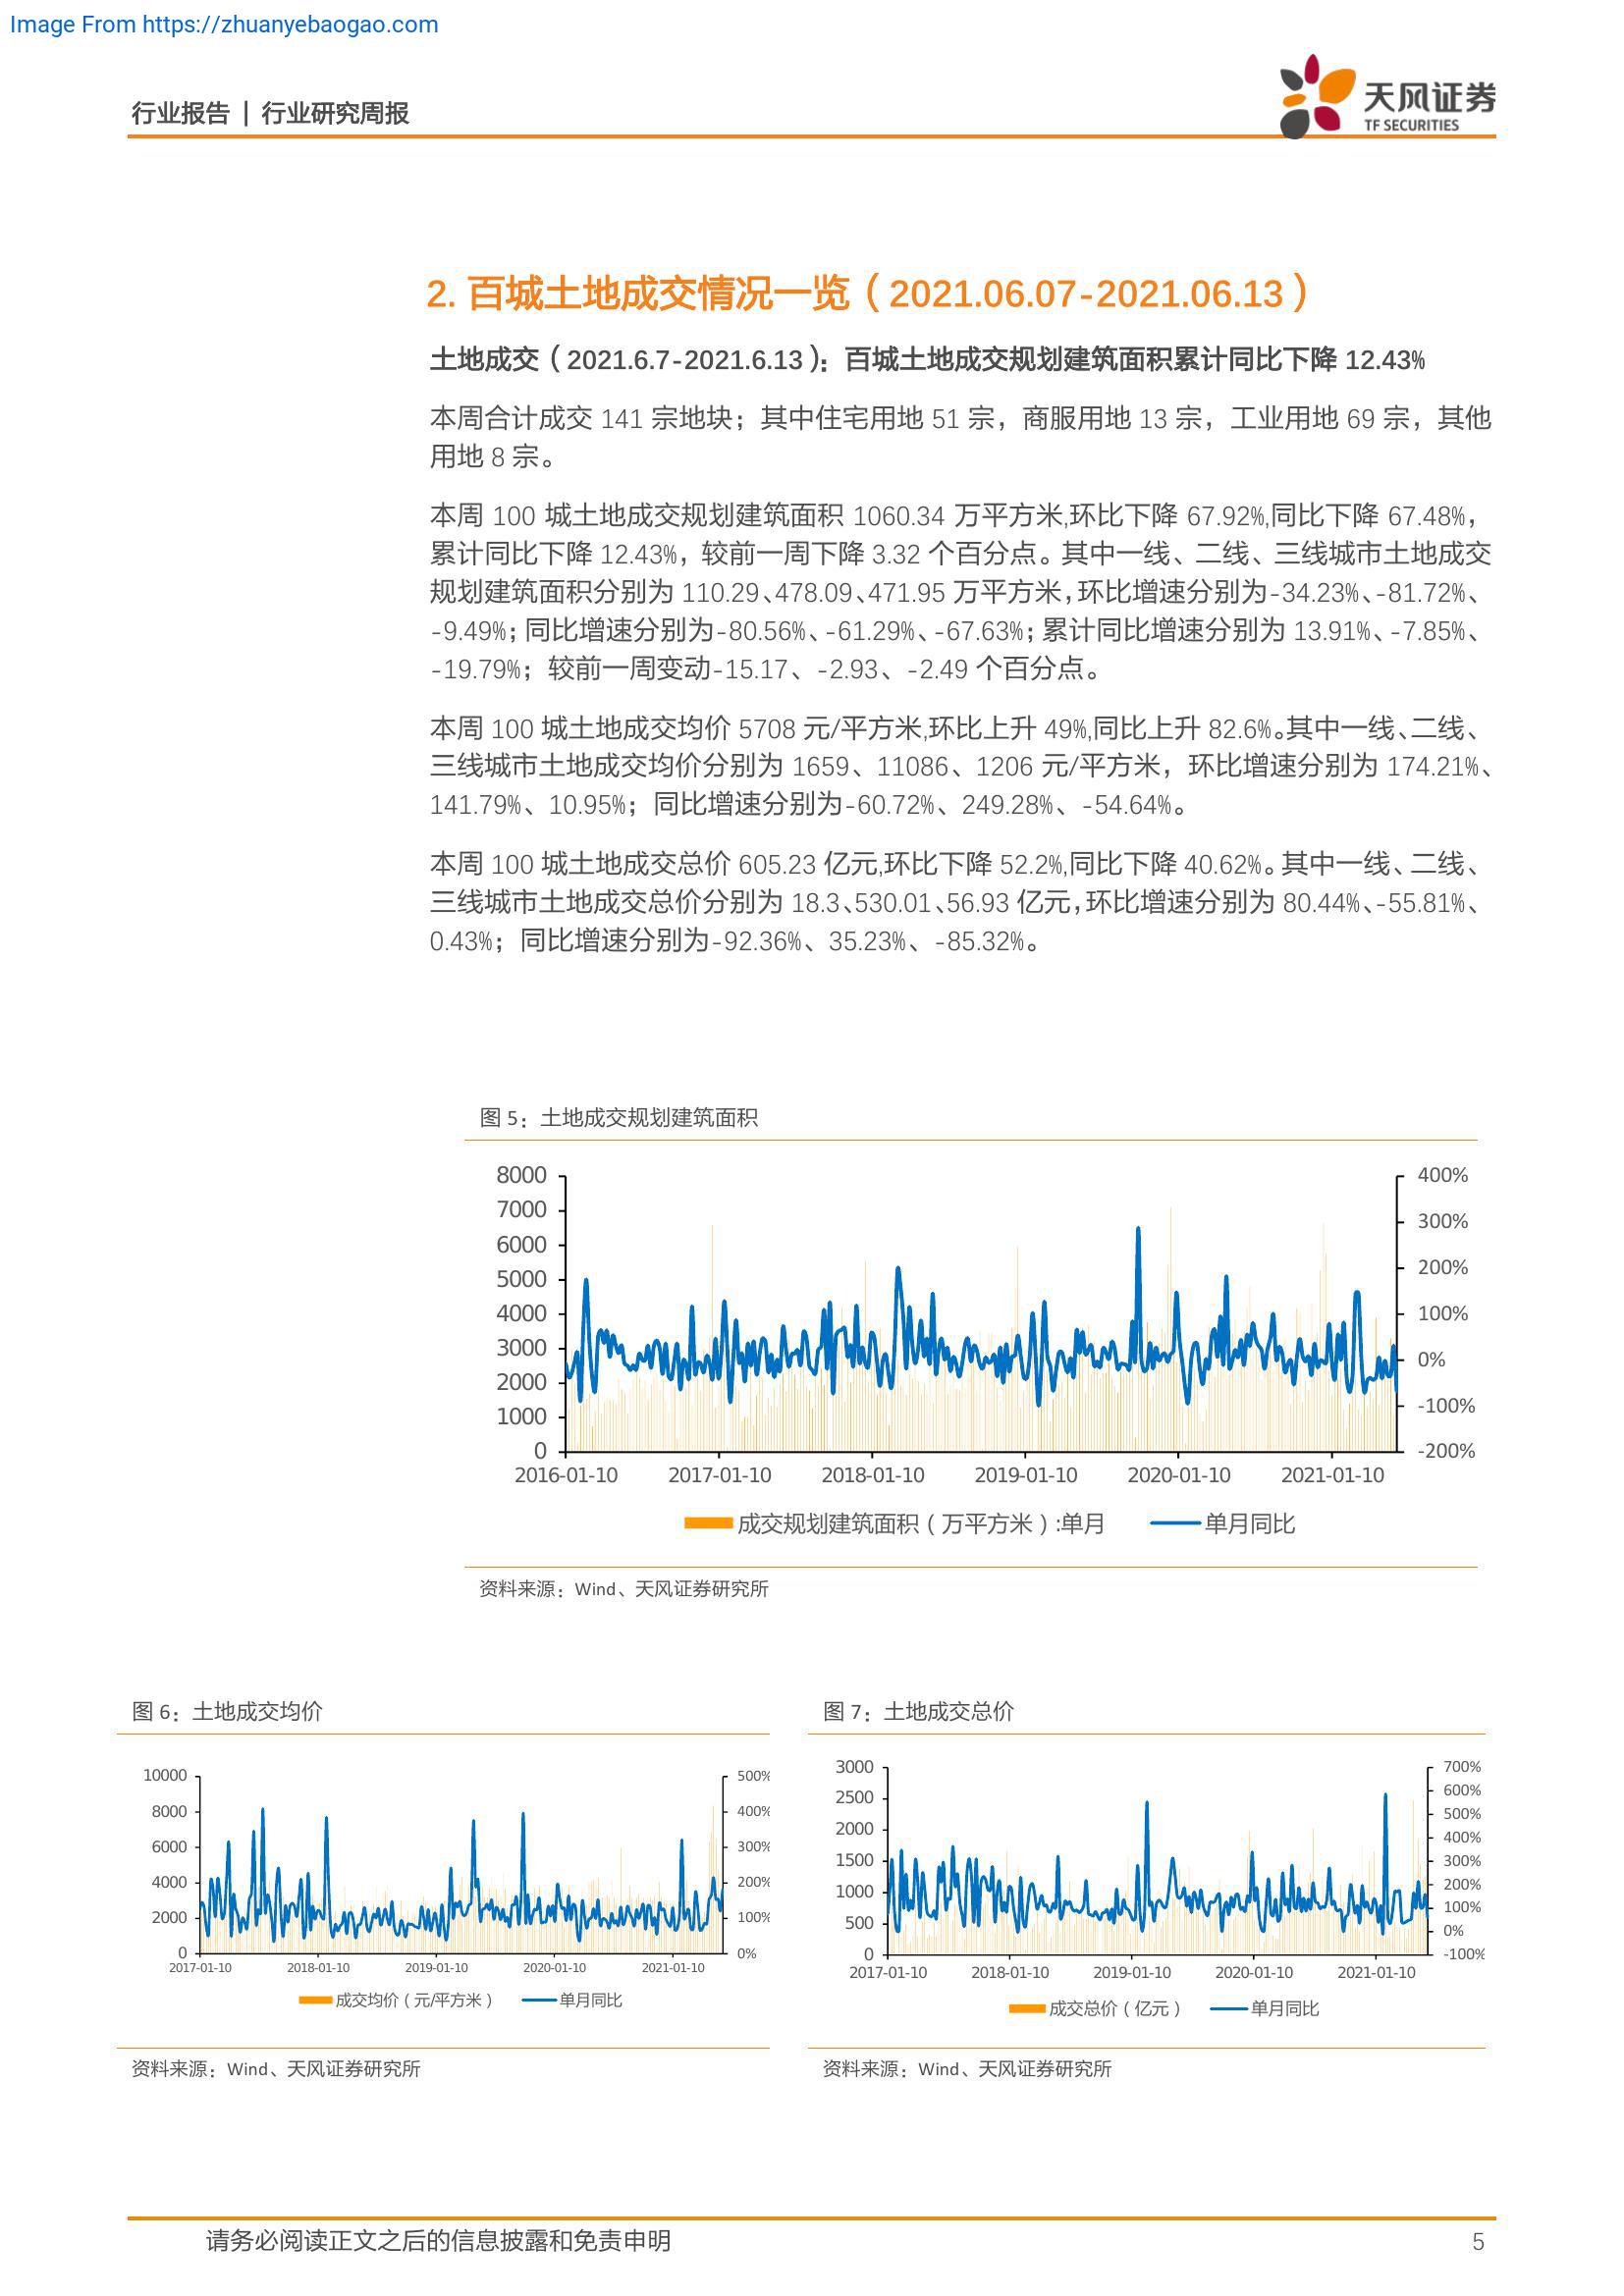 Image From https://zhuanyebaogao.com
行业报告 | 行业研究周报
天风证券
TF SECURITIES
2. 百城土地成交情况一览（2021.06.07-2021.06.13）
土地成交（2021.6.7-2021.6.13）：百城土地成交规划建筑面积累计同比下降 12.43%
本周合计成交 141 宗地块；其中住宅用地 51 宗，商服用地 13 宗，工业用地 69 宗，其他
用地 8 宗。
本周 100 城土地成交规划建筑面积 1060.34 万平方米,环比下降 67.92%,同比下降 67.48%，
累计同比下降 12.43%，较前一周下降 3.32 个百分点。其中一线、二线、三线城市土地成交
规划建筑面积分别为 110.29、478.09、471.95 万平方米，环比增速分别为-34.23%、-81.72%、
-9.49%；同比增速分别为-80.56%、-61.29%、-67.63%；累计同比增速分别为 13.91%、-7.85%、
-19.79%；较前一周变动-15.17、-2.93、-2.49 个百分点。
本周 100 城土地成交均价 5708 元/平方米,环比上升 49%,同比上升 82.6%。其中一线、二线、
三线城市土地成交均价分别为 1659、11086、1206 元/平方米，环比增速分别为 174.21%、
141.79%、10.95%；同比增速分别为-60.72%、249.28%、-54.64%。
本周 100 城土地成交总价 605.23 亿元,环比下降 52.2%,同比下降 40.62%。其中一线、二线、
三线城市土地成交总价分别为 18.3、530.01、56.93 亿元，环比增速分别为 80.44%、-55.81%、
0.43%；同比增速分别为-92.36%、35.23%、-85.32%。
图 5：土地成交规划建筑面积
8000 400%
7000
6000 300%
5000 200%
4000 100%
3000 0%
2000
1000 -100%
0 -200%
2016-01-10 2017-01-10 2018-01-10 2019-01-10 2020-01-10 2021-01-10
成交规划建筑面积（万平方米）:单月 单月同比
资料来源：Wind、天风证券研究所
图 6：土地成交均价
10000 500%
8000 400%
6000 300%
4000 200%
2000 100%
0 0%
2017-01-10 2018-01-10 2019-01-10 2020-01-10 2021-01-10
成交均价（元/平方米） 单月同比
资料来源：Wind、天风证券研究所
图 7：土地成交总价
3000 700%
2500 600%
500%
2000 400%
1500 300%
1000 200%
100%
500 0%
0 -100%
2017-01-10 2018-01-10 2019-01-10 2020-01-10 2021-01-10
成交总价（亿元） 单月同比
资料来源：Wind、天风证券研究所
请务必阅读正文之后的信息披露和免责申明 5